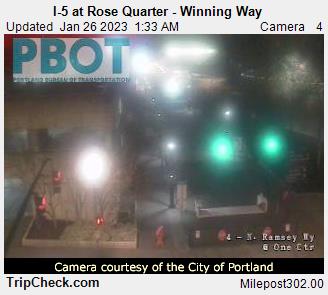 I-5 at Rose Quarter - Winning Way
Updated Jan 26 2023 1:33 AM Camera 4
PBOT
PORTLAND BUREAU OF TRANSPORTATION
4 - N. Ramsey Wy
@ One Ctr
Camera courtesy of the City of Portland
TripCheck.com Milepost302.00